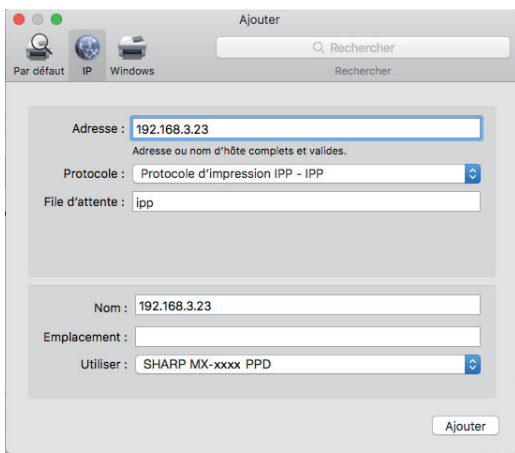 Ajouter
Rechercher
Par défaut IP Windows Rechercher
Adresse : 192.168.3.23
Adresse ou nom d'hôte complets et valides.
Protocole : Protocole d'impression IPP - IPP
File d'attente : ipp
Nom : 192.168.3.23
Emplacement :
Utiliser : SHARP MX-xxxx PPD
Ajouter